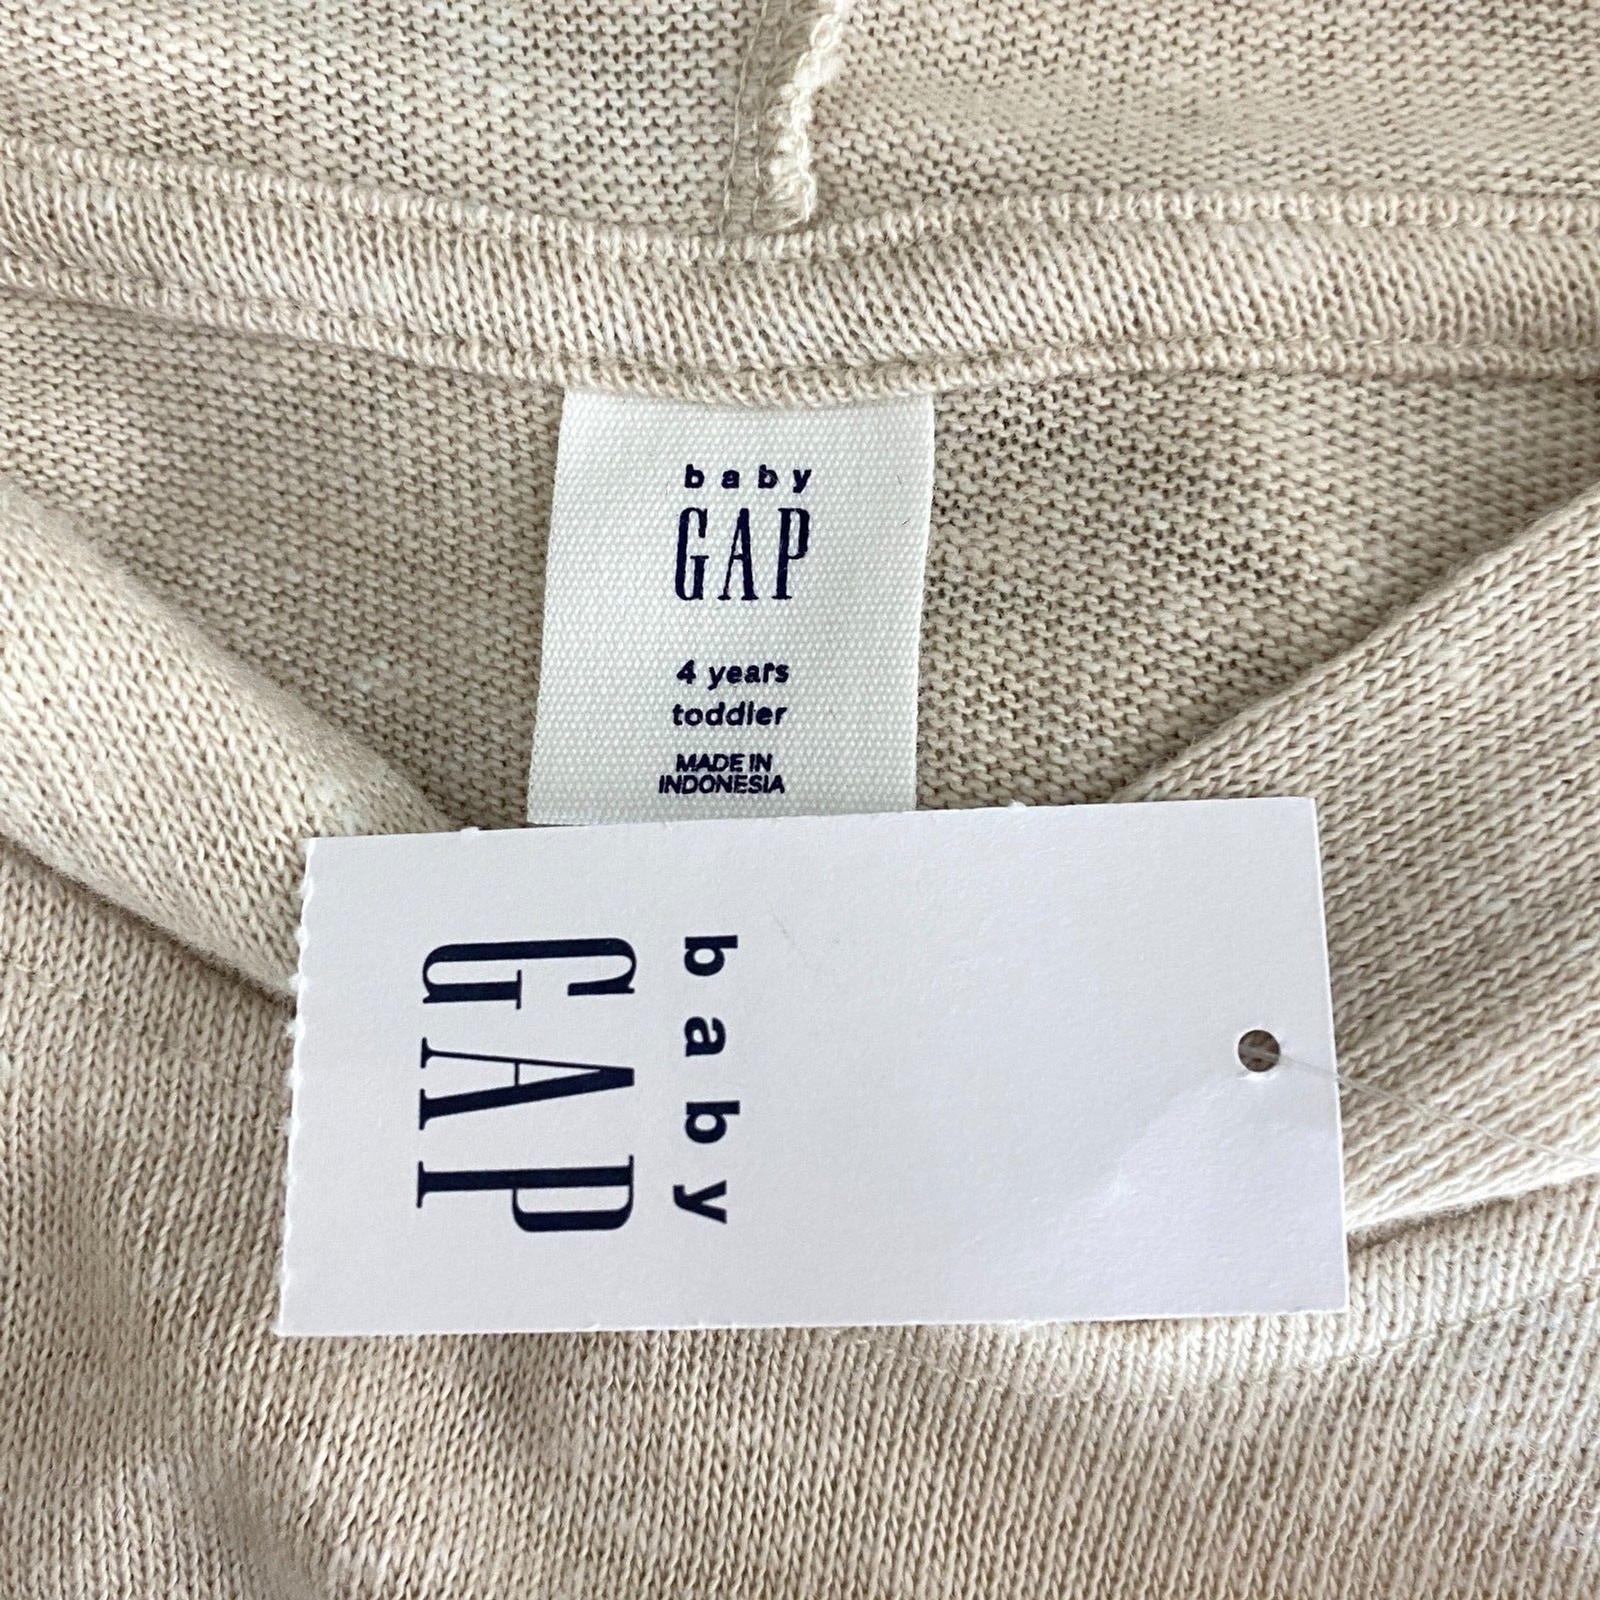 baby
GAP
4 years
toddler
MADE IN
INDONESIA
baby
GAP